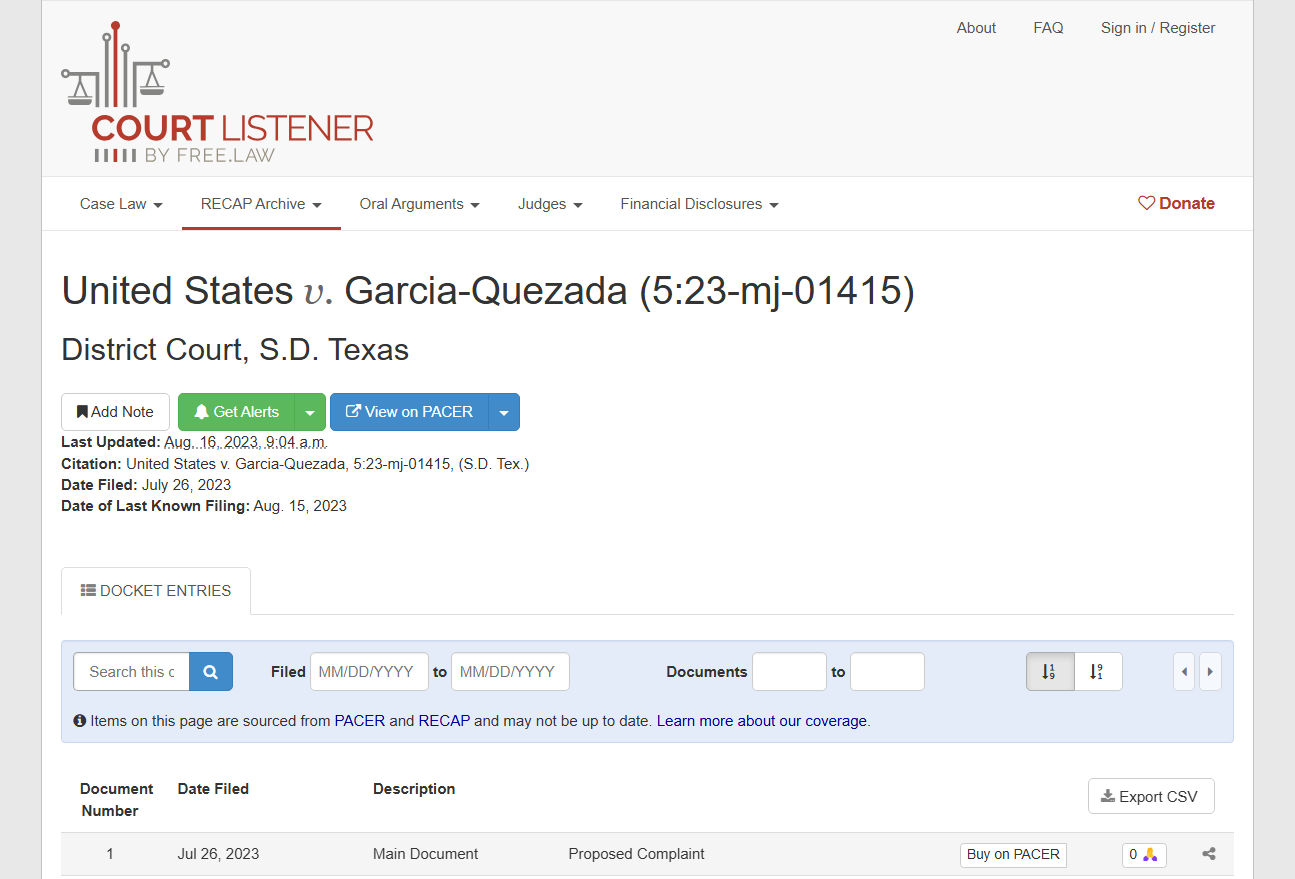 About FAQ Sign in / Register
COURT LISTENER
BY FREE.LAW
Case Law RECAP Archive Oral Arguments Judges Financial Disclosures Donate
United States v. Garcia-Quezada (5:23-mj-01415)
District Court, S.D. Texas
Add Note Get Alerts View on PACER
Last Updated: Aug. 16, 2023, 9:04 a.m.
Citation: United States v. Garcia-Quezada, 5:23-mj-01415, (S.D. Tex.)
Date Filed: July 26, 2023
Date of Last Known Filing: Aug. 15, 2023
DOCKET ENTRIES
Search this c Filed MM/DD/YYYY to MM/DD/YYYY Documents to 1 9 9 1
Items on this page are sourced from PACER and RECAP and may not be up to date. Learn more about our coverage.
Document Number Date Filed Description Export CSV
1 Jul 26, 2023 Main Document Proposed Complaint Buy on PACER 0